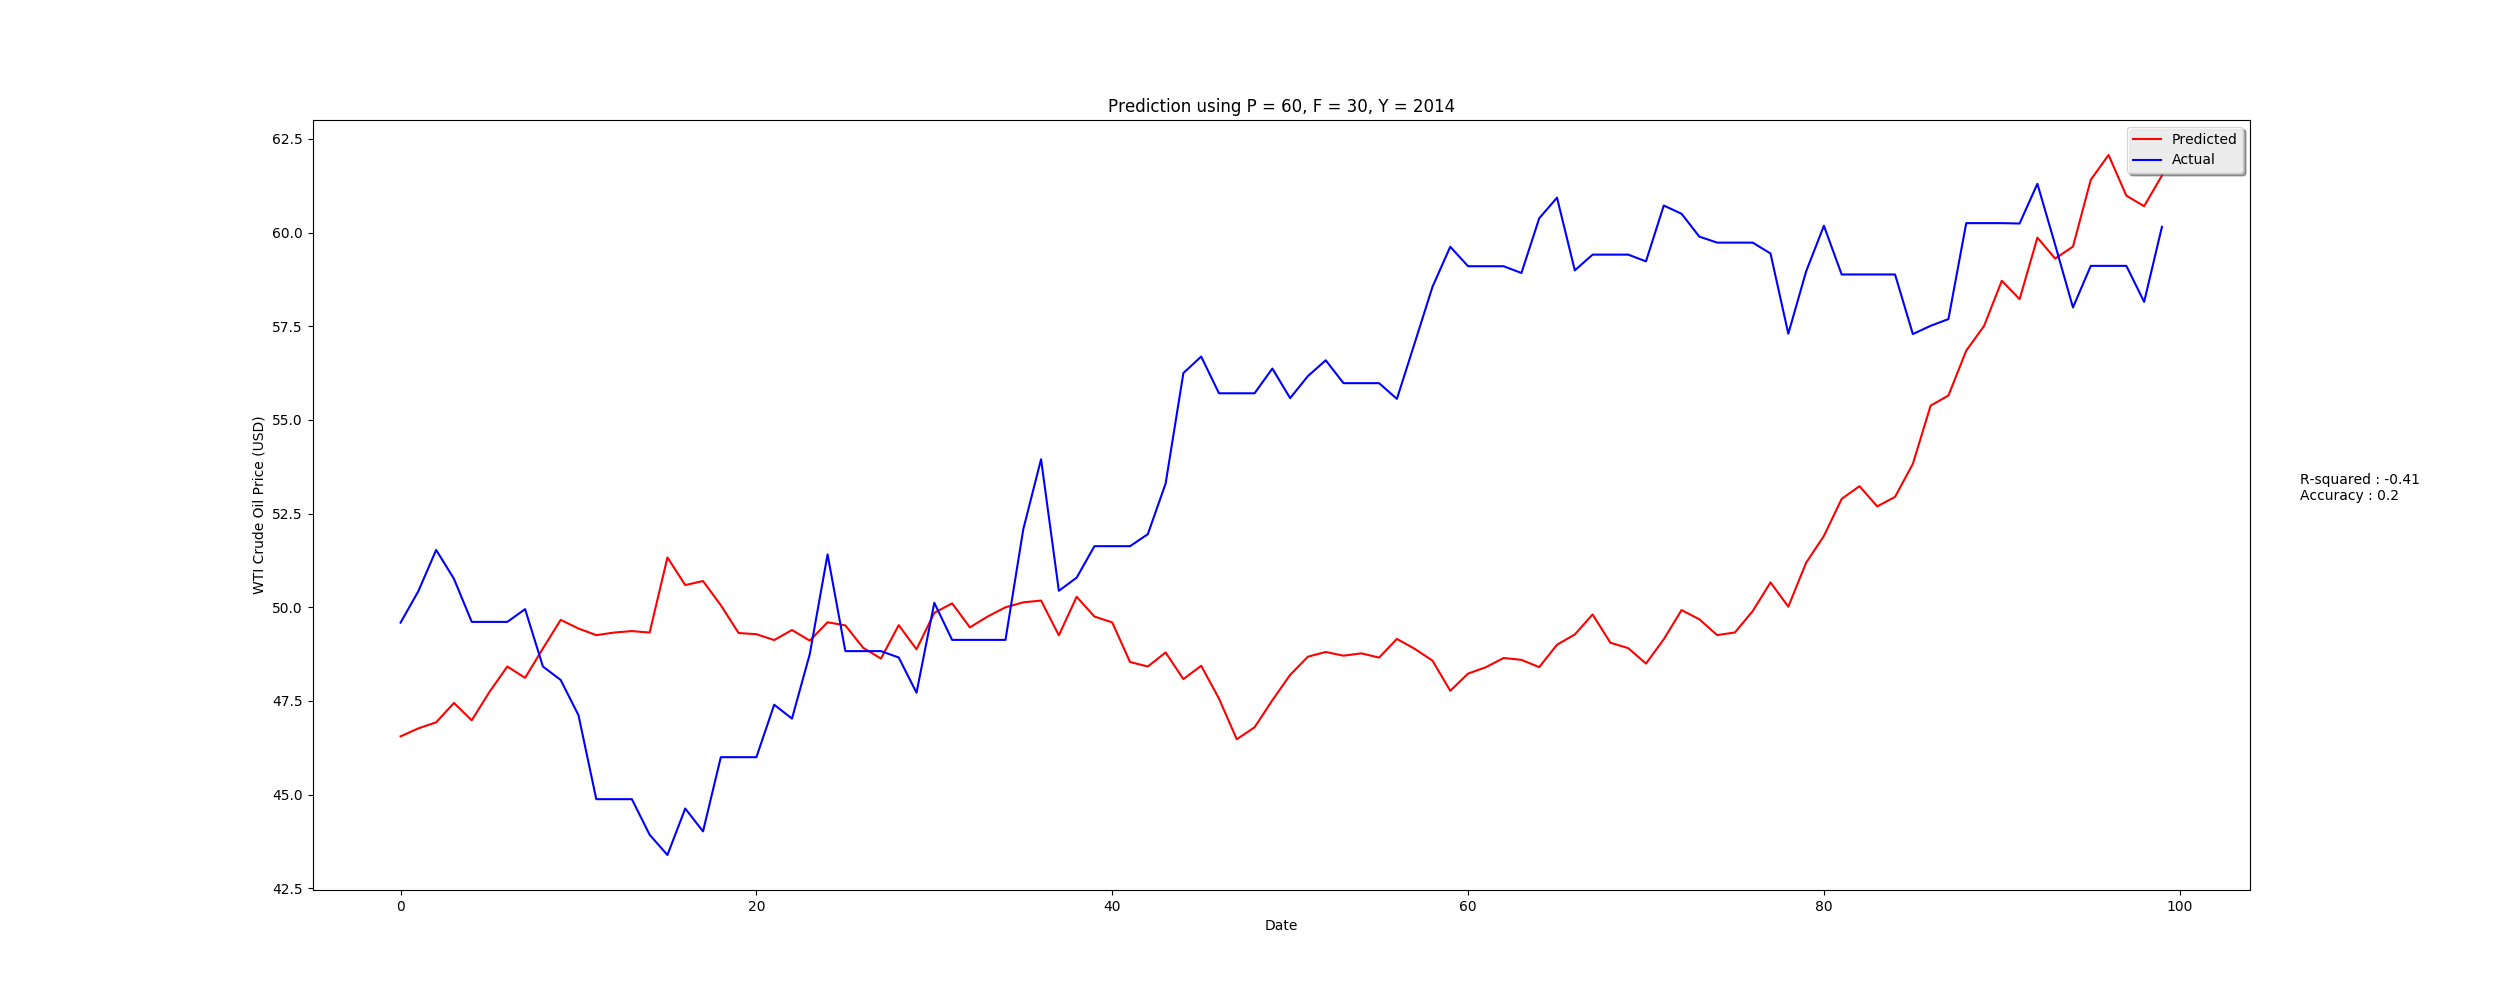 Prediction using P = 60, F = 30, Y = 2014
62.5
60.0
57.5
55.0
52.5
50.0
47.5
45.0
42.5
WTI Crude Oil Price (USD)
Predicted
Actual
R-squared : -0.41
Accuracy : 0.2
0 20 40 60 80 100
Date